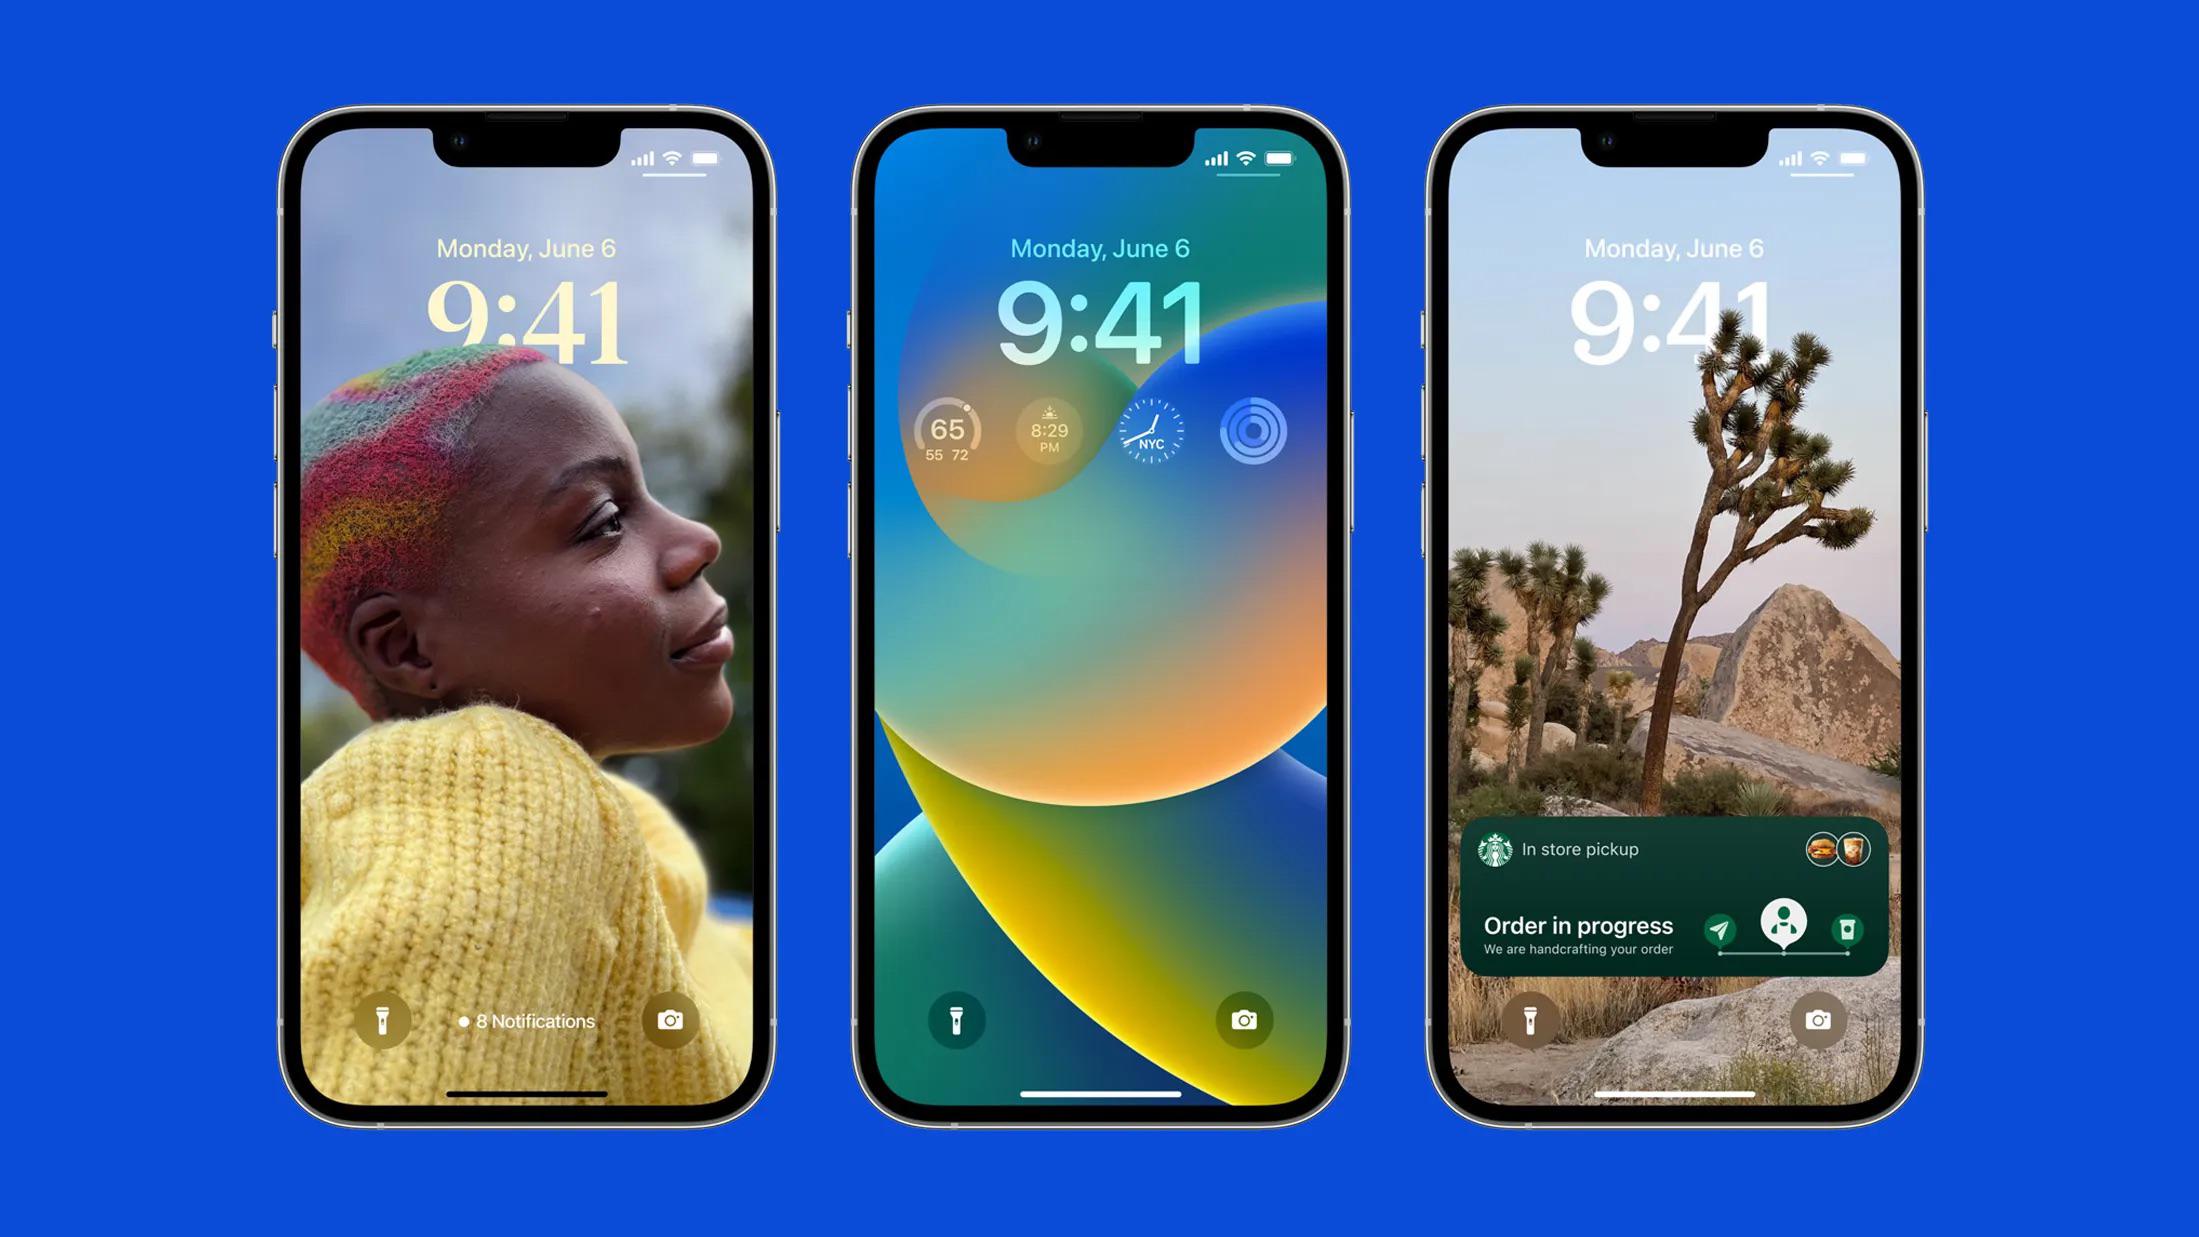 Monday, June 6
9:41
8 Notifications
Monday, June 6
9:41
65
55 72
8:29
PM
NYC
Monday, June 6
9:41
In store pickup
Order in progress
We are handcrafting your order